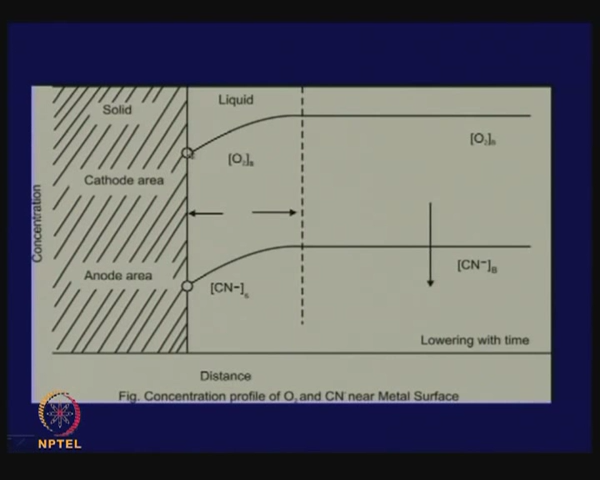 Solid
Liquid
[O₂]B
[O₂]B
Cathode area
Concentration
Anode area
[CN−]s
[CN−]B
Lowering with time
Distance
Fig. Concentration profile of O₂ and CN near Metal Surface
NPTEL